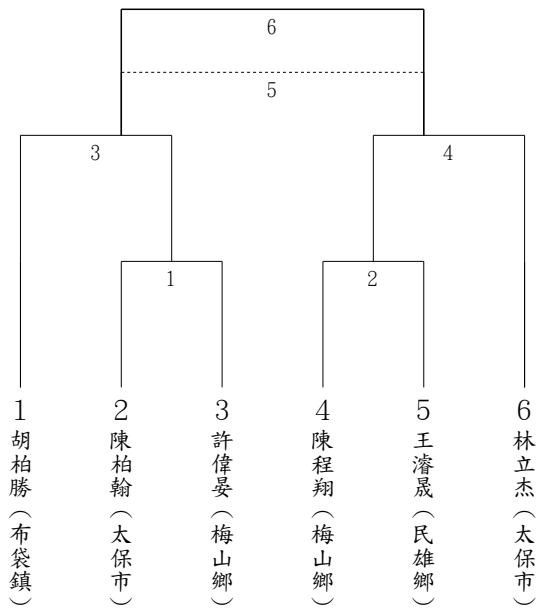 6
5
3
4
1
2
1
胡柏勝（布袋鎮）
2
陳柏翰（太保市）
3
許偉晏（梅山鄉）
4
陳程翔（梅山鄉）
5
王濬晟（民雄鄉）
6
林立杰（太保市）